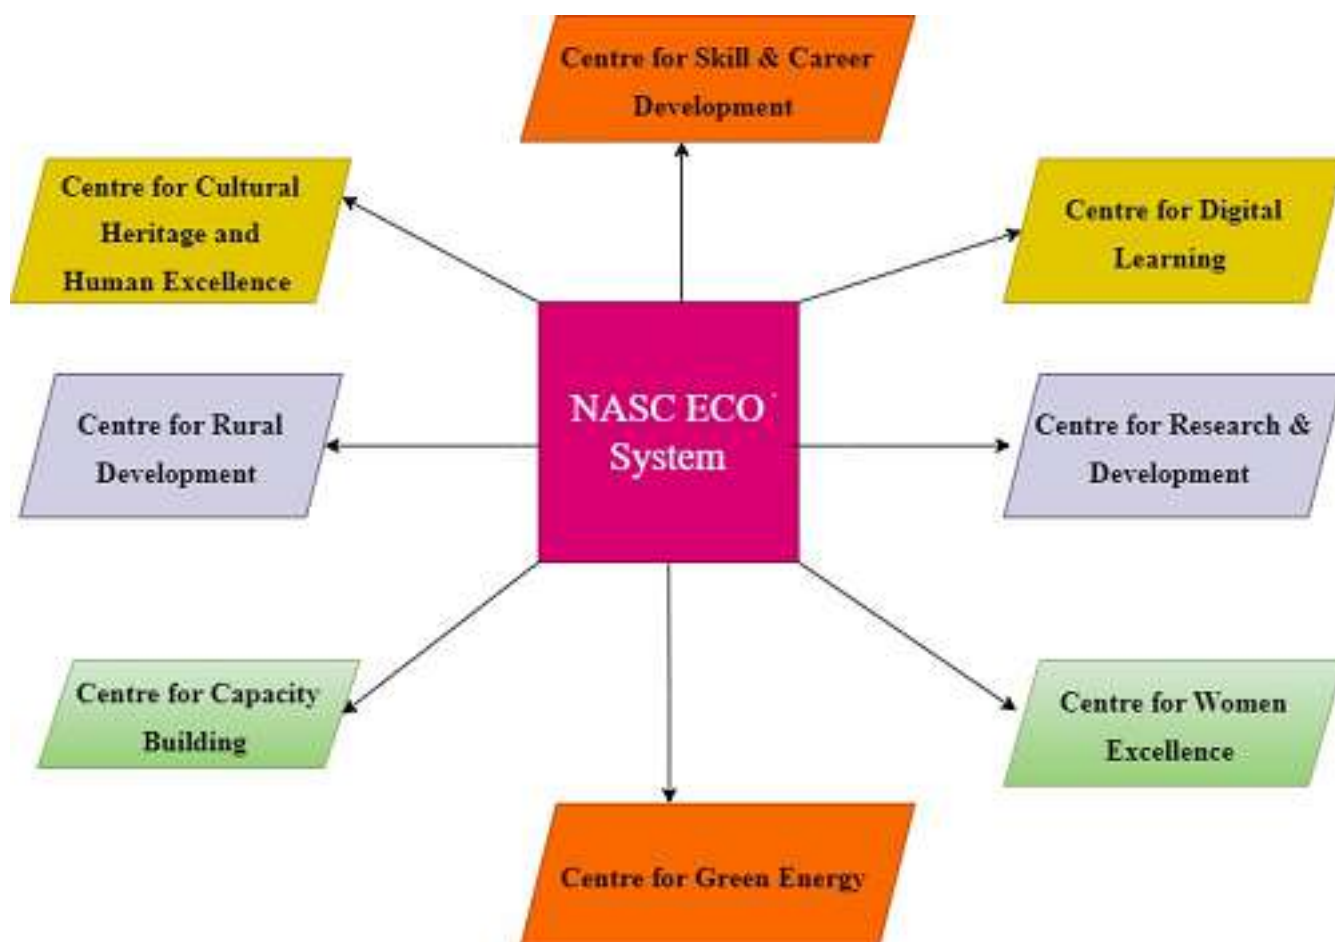 Centre for Skill & Career
Development
Centre for Cultural
Heritage and
Human Excellence
Centre for Digital
Learning
NASC ECO
System
Centre for Rural
Development
Centre for Research &
Development
Centre for Capacity
Building
Centre for Women
Excellence
Centre for Green Energy